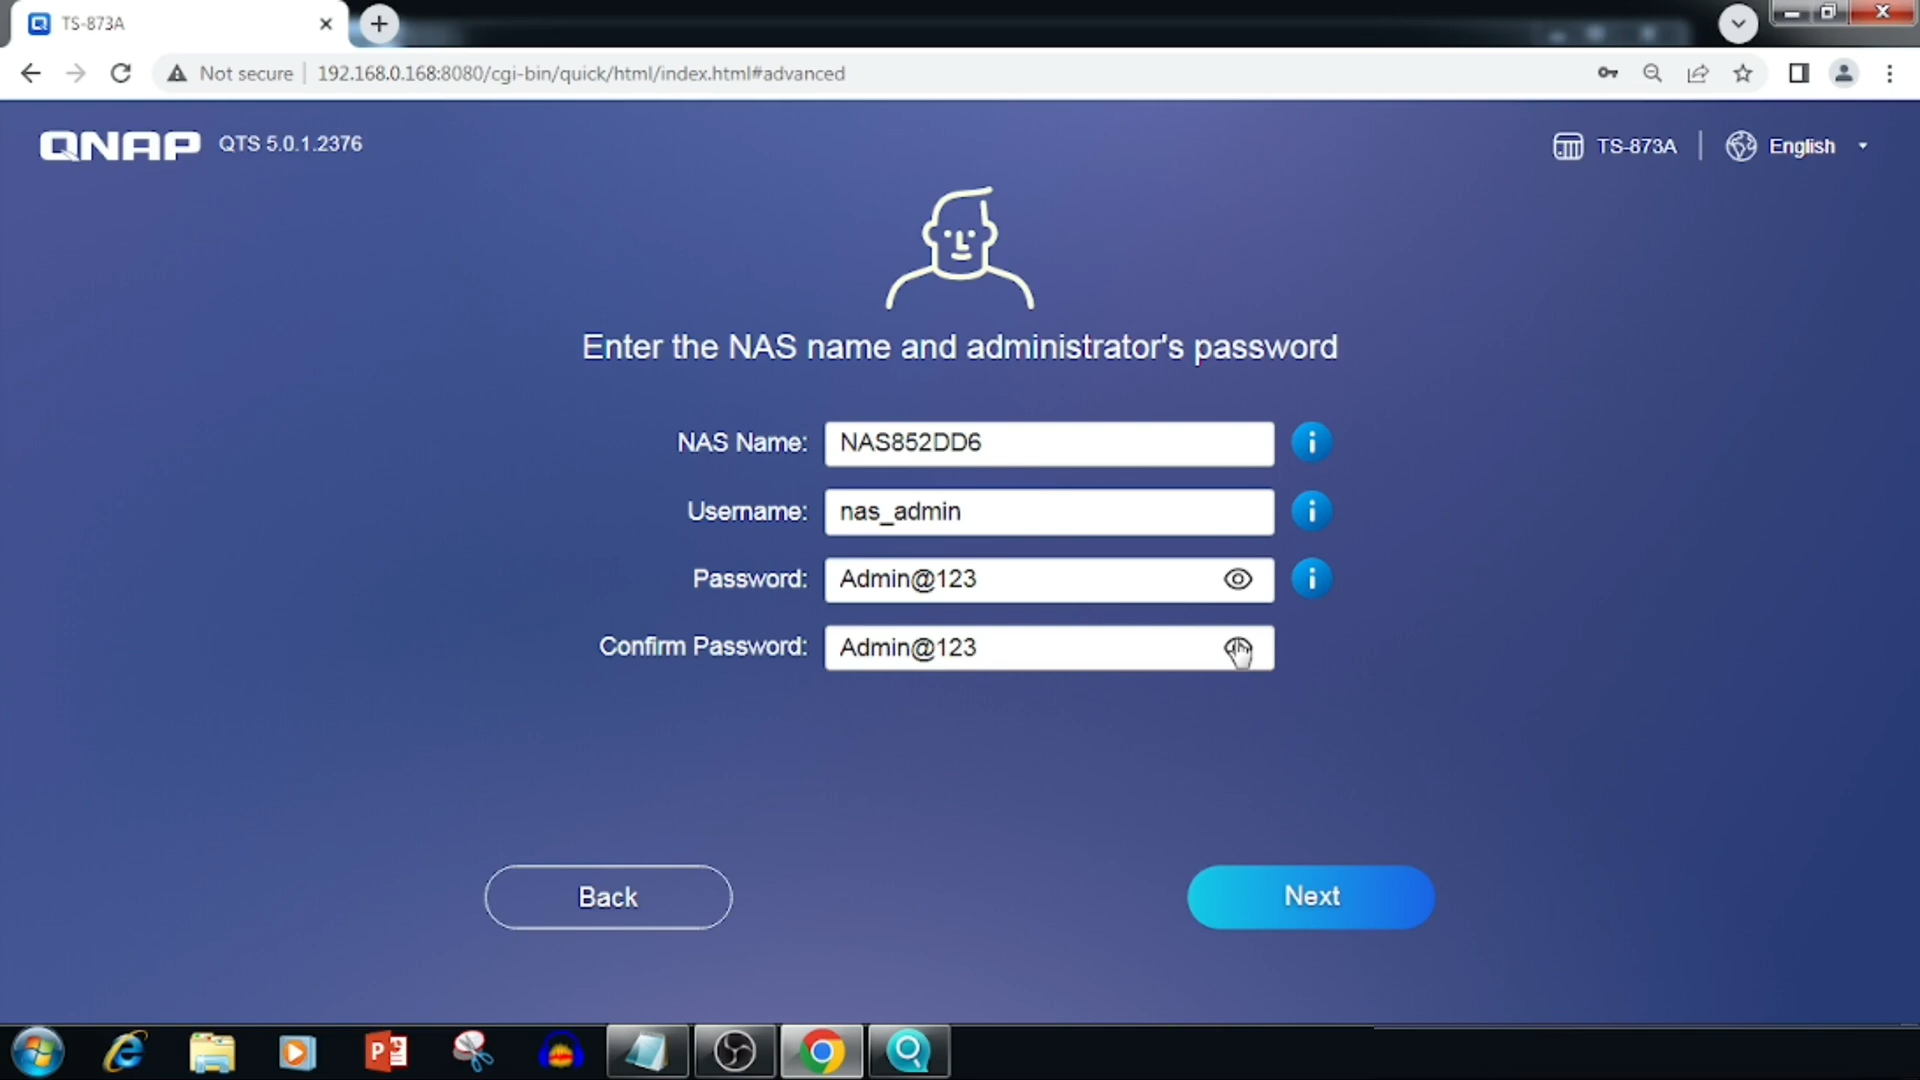 TS-873A
Not secure 192.168.0.168:8080/cgi-bin/quick/html/index.html#advanced
QNAP QTS 5.0.1.2376
TS-873A English
Enter the NAS name and administrator's password
NAS Name: NAS852DD6
Username: nas_admin
Password: Admin@123
Confirm Password: Admin@123
Back
Next